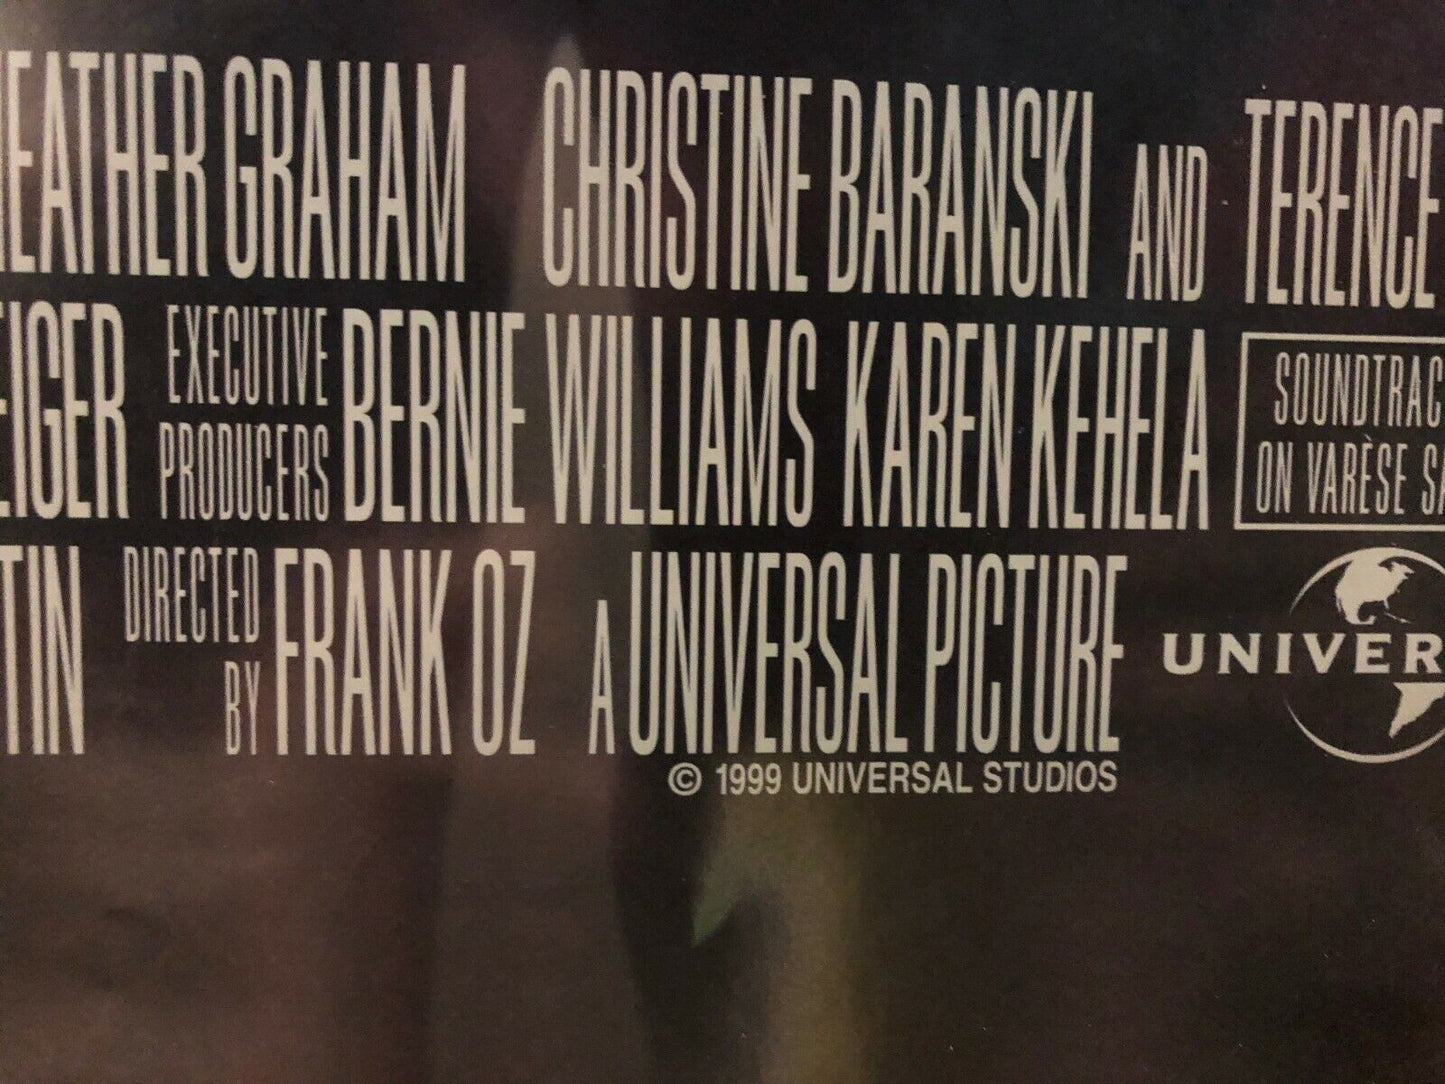 EATHER GRAHAM CHRISTINE BARANSKI AND TERENCE
EIGER EXECUTIVE PRODUCERS BERNIE WILLIAMS KAREN KEHELA SOUNDTRAC
ON VARÈSE SA
TIN DIRECTED BY FRANK OZ A UNIVERSAL PICTURE UNIVER
© 1999 UNIVERSAL STUDIOS